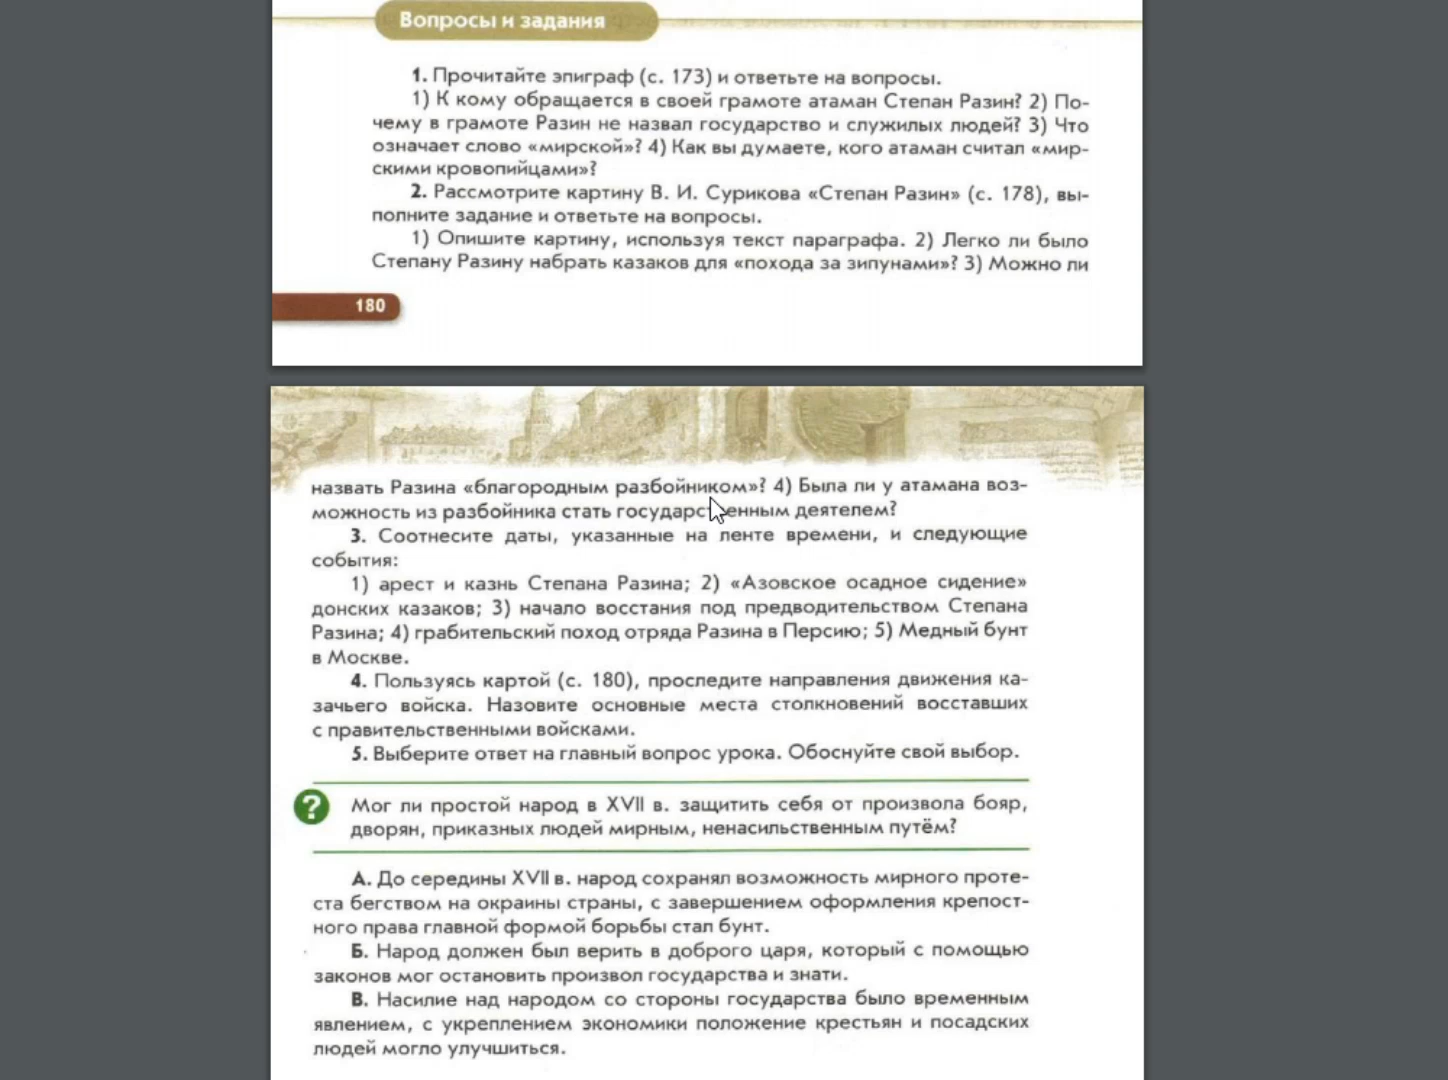 Вопросы и задания
1. Прочитайте эпиграф (с. 173) и ответьте на вопросы.
1) К кому обращается в своей грамоте атаман Степан Разин? 2) По-
чему в грамоте Разин не назвал государство и служилых людей? 3) Что
означает слово «мирской»? 4) Как вы думаете, кого атаман считал «мир-
скими кровопийцами»?
2. Рассмотрите картину В. И. Сурикова «Степан Разин» (с. 178), вы-
полните задание и ответьте на вопросы.
1) Опишите картину, используя текст параграфа. 2) Легко ли было
Степану Разину набрать казаков для «похода за зипунами»? 3) Можно ли
180
назвать Разина «благородным разбойником»? 4) Была ли у атамана воз-
можность из разбойника стать государственным деятелем?
3. Соотнесите даты, указанные на ленте времени, и следующие
события:
1) арест и казнь Степана Разина; 2) «Азовское осадное сидение»
донских казаков; 3) начало восстания под предводительством Степана
Разина; 4) грабительский поход отряда Разина в Персию; 5) Медный бунт
в Москве.
4. Пользуясь картой (с. 180), проследите направления движения ка-
зачьего войска. Назовите основные места столкновений восставших
с правительственными войсками.
5. Выберите ответ на главный вопрос урока. Обоснуйте свой выбор.
? Мог ли простой народ в XVII в. защитить себя от произвола бояр,
дворян, приказных людей мирным, ненасильственным путём?
А. До середины XVII в. народ сохранял возможность мирного проте-
ста бегством на окраины страны, с завершением оформления крепост-
ного права главной формой борьбы стал бунт.
Б. Народ должен был верить в доброго царя, который с помощью
законов мог остановить произвол государства и знати.
В. Насилие над народом со стороны государства было временным
явлением, с укреплением экономики положение крестьян и посадских
людей могло улучшиться.